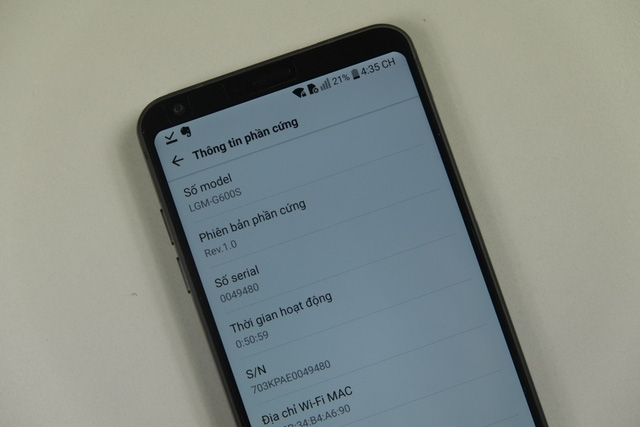 21% 4:35 CH
Thông tin phần cứng
Số model
LGM-G600S
Phiên bản phần cứng
Rev.1.0
Số serial
0049480
Thời gian hoạt động
0:50:59
S/N
703KPAE0049480
Địa chỉ Wi-Fi MAC
:34:B4:A6:90